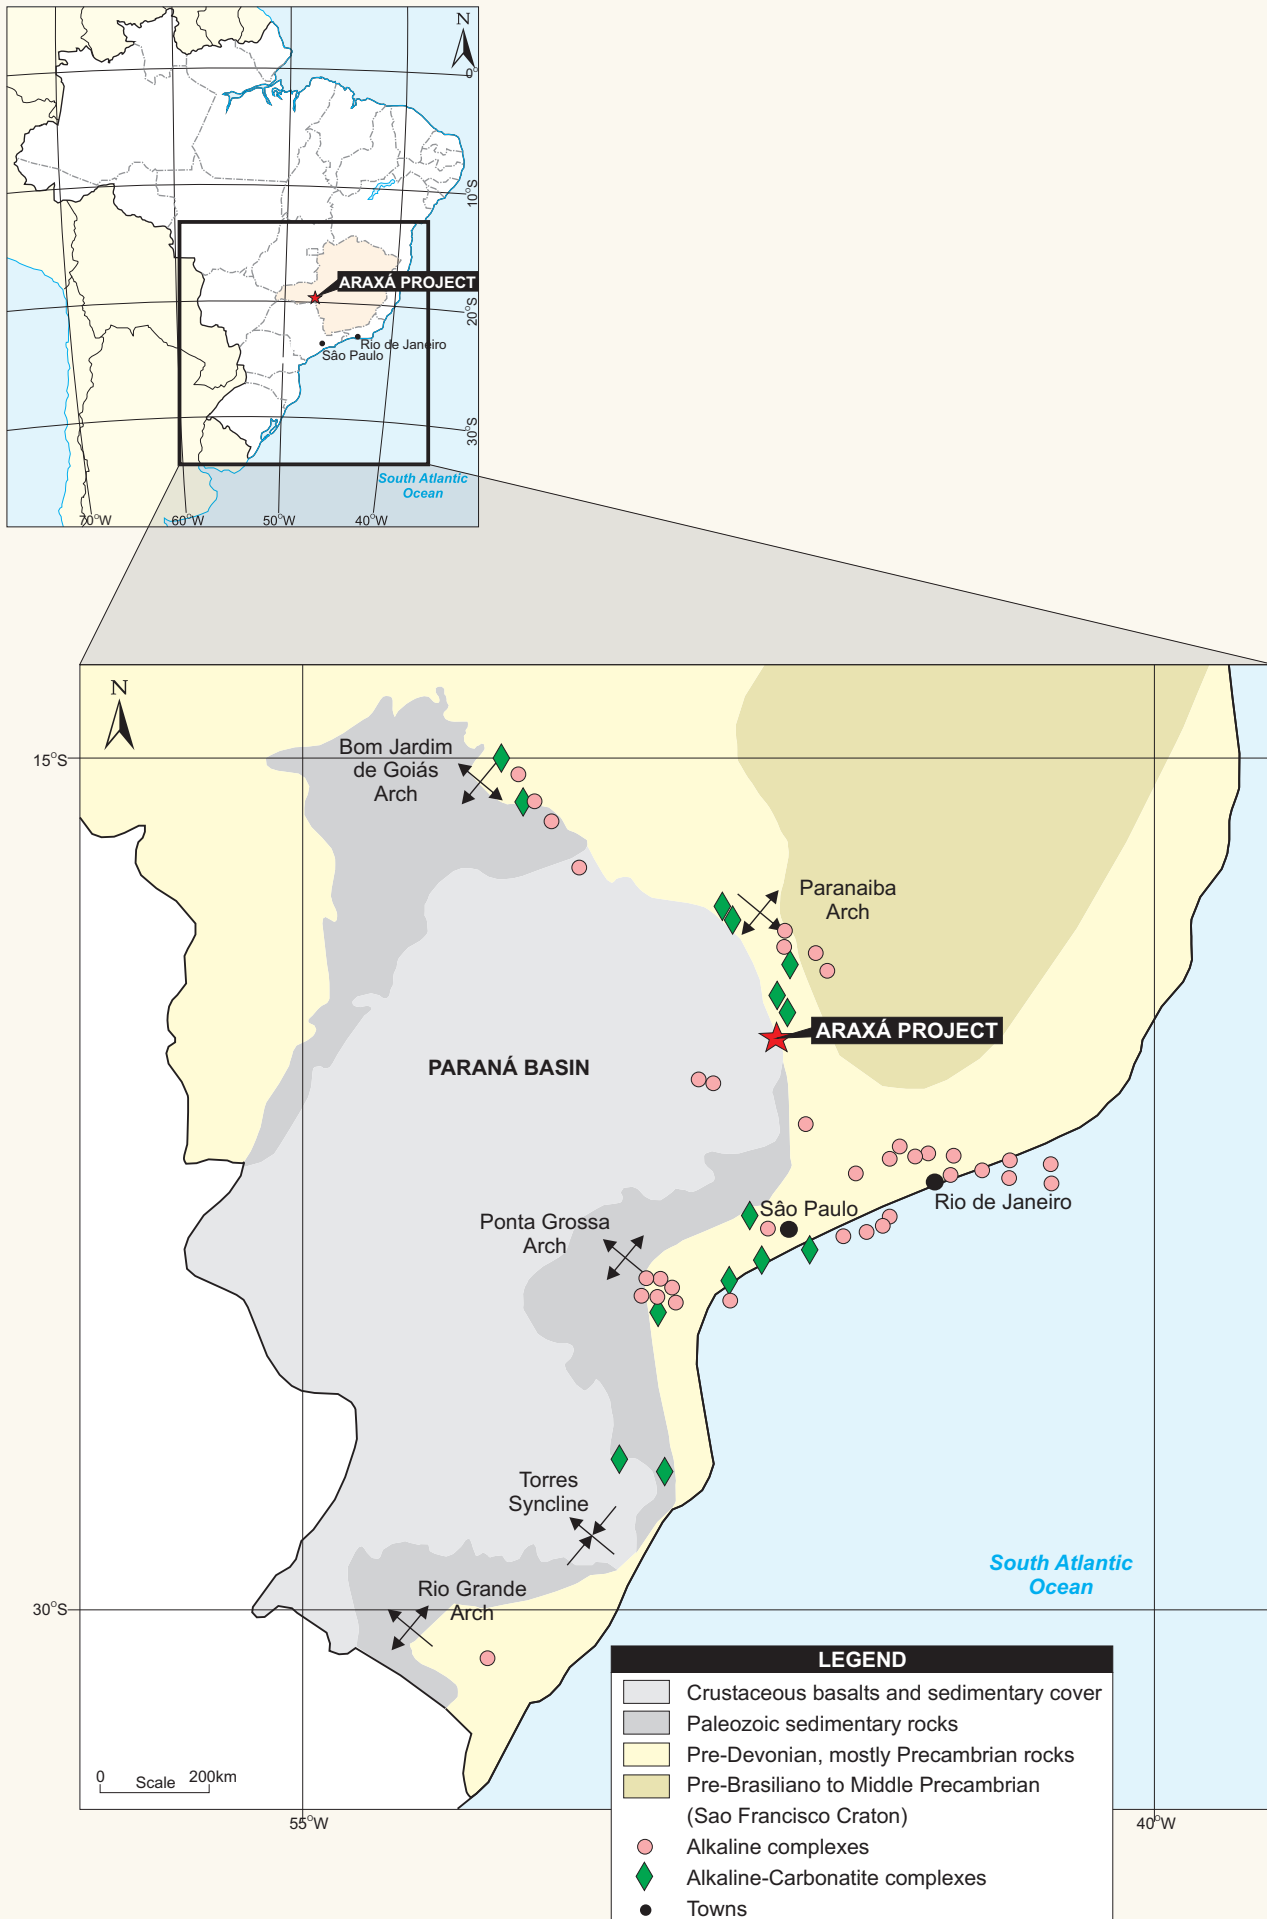 N
0°
10°S
ARAXÁ PROJECT
20°S
Rio de Janeiro
Sâo Paulo
30°S
South Atlantic
Ocean
70°W
60°W
50°W
40°W
N
15°S
Bom Jardim
de Goiás
Arch
Paranaiba
Arch
ARAXÁ PROJECT
PARANÁ BASIN
Sâo Paulo
Rio de Janeiro
Ponta Grossa
Arch
Torres
Syncline
South Atlantic
Ocean
Rio Grande
Arch
30°S
LEGEND
Crustaceous basalts and sedimentary cover
Paleozoic sedimentary rocks
Pre-Devonian, mostly Precambrian rocks
Pre-Brasiliano to Middle Precambrian
(Sao Francisco Craton)
Alkaline complexes
Alkaline-Carbonatite complexes
Towns
0 Scale 200km
55°W
40°W